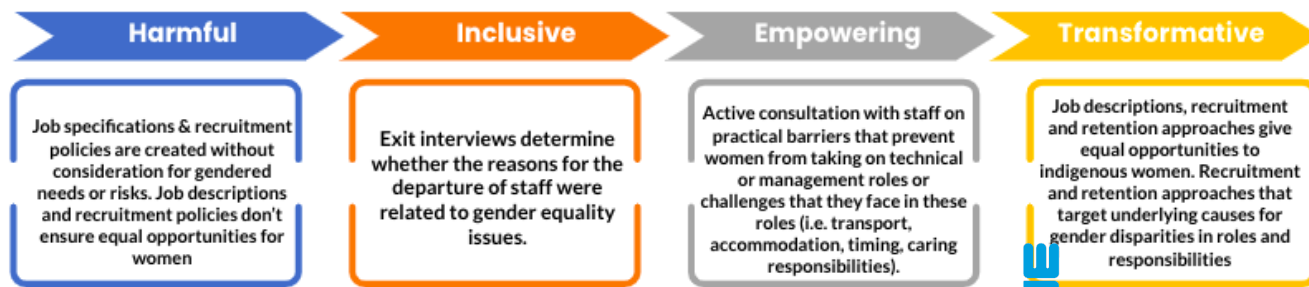 Harmful
Inclusive
Empowering
Transformative
Job specifications & recruitment
policies are created without
consideration for gendered
needs or risks. Job descriptions
and recruitment policies don't
ensure equal opportunities for
women
Exit interviews determine
whether the reasons for the
departure of staff were
related to gender equality
issues.
Active consultation with staff on
practical barriers that prevent
women from taking on technical
or management roles or
challenges that they face in these
roles (i.e. transport,
accommodation, timing, caring
responsibilities).
Job descriptions, recruitment
and retention approaches give
equal opportunities to
indigenous women. Recruitment
and retention approaches that
target underlying causes for
gender disparities in roles and
responsibilities